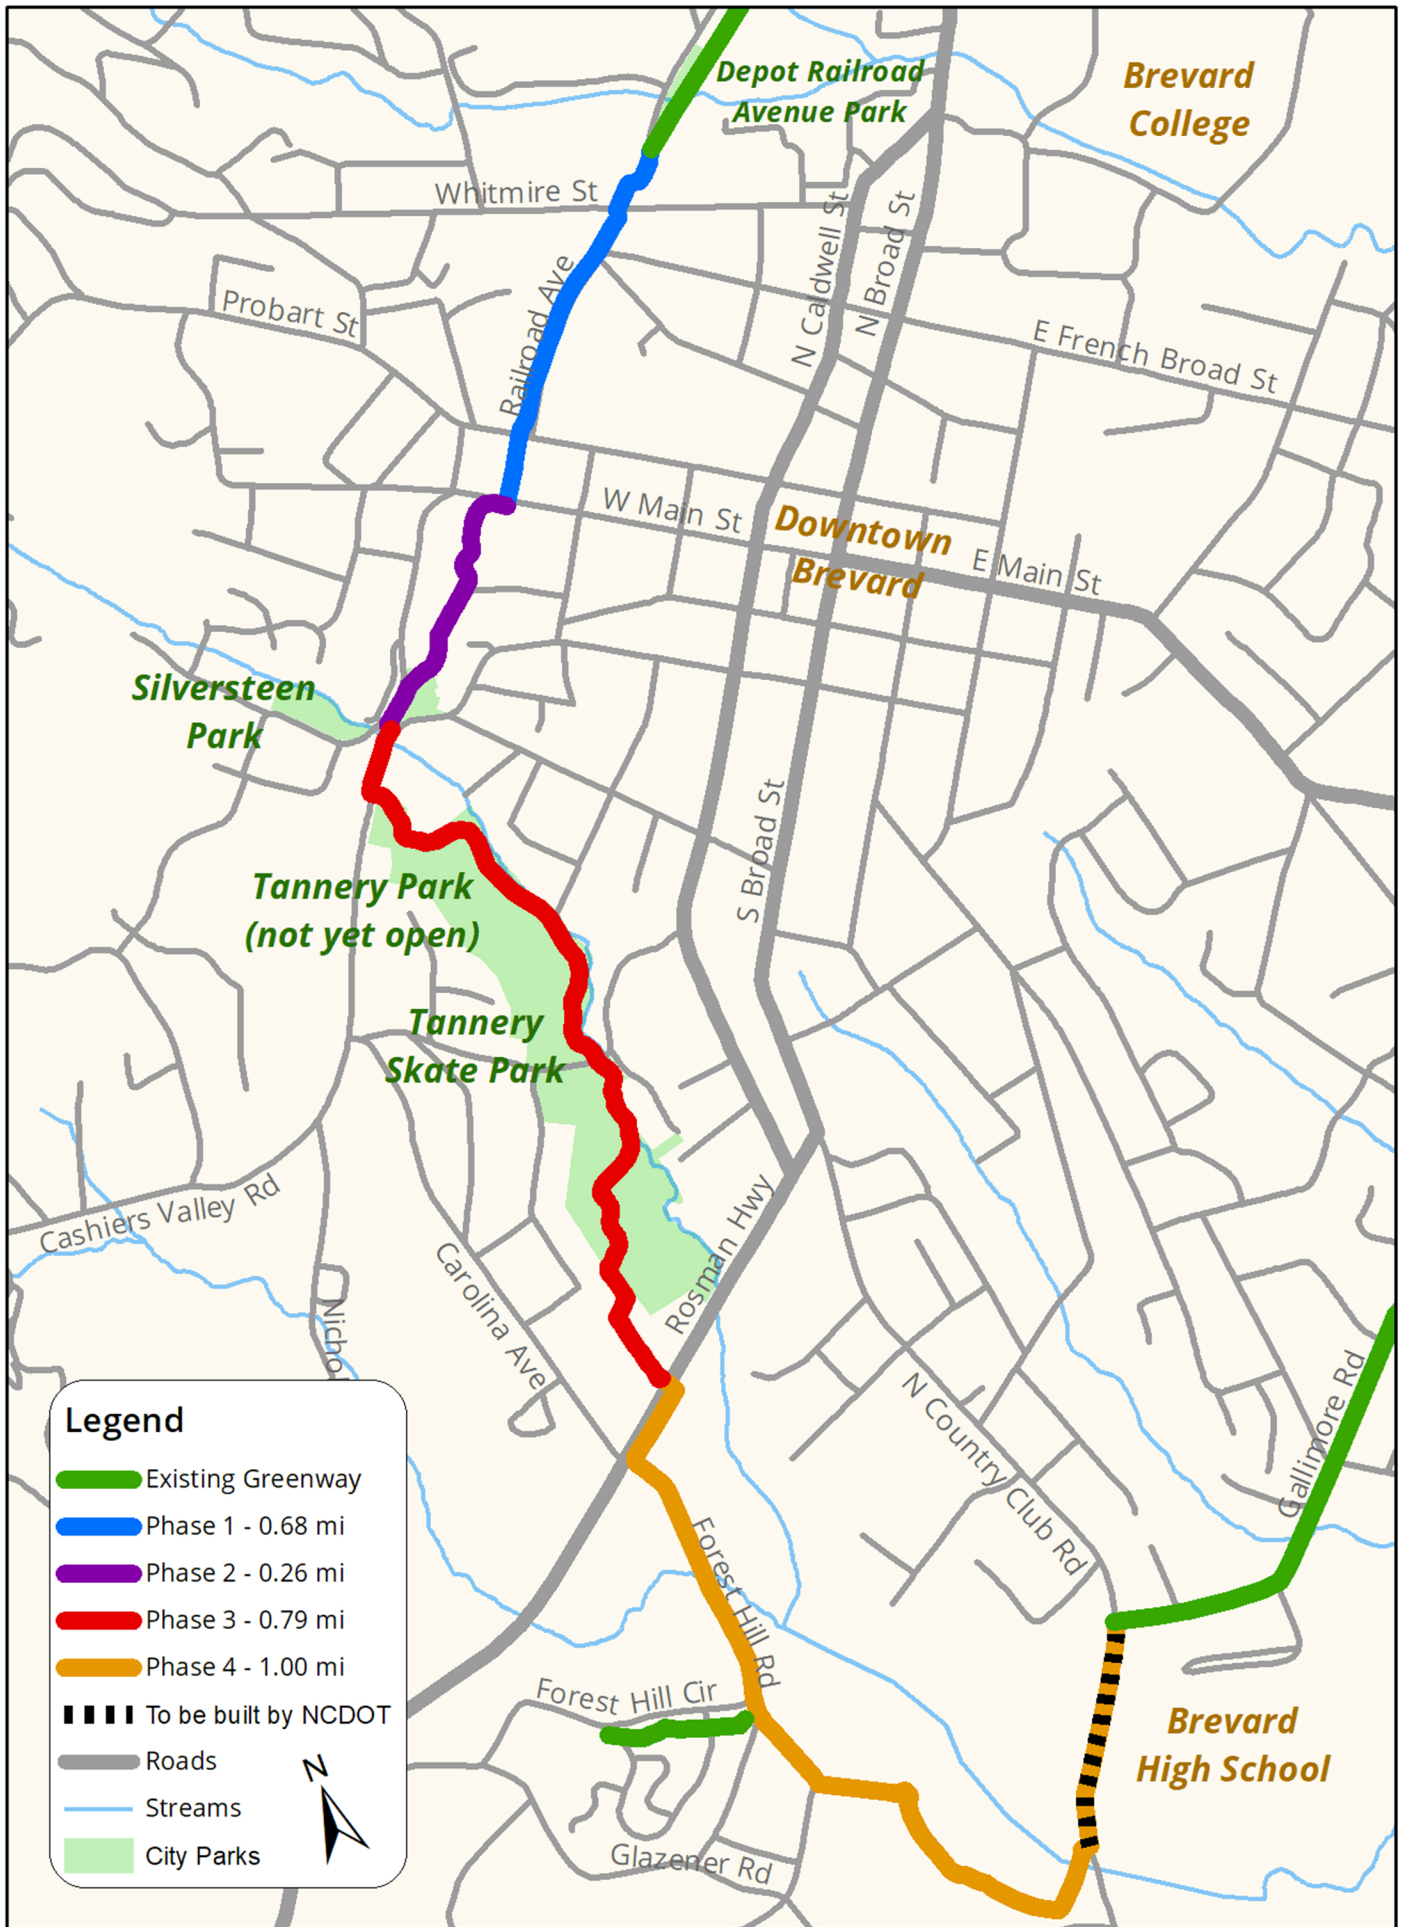 Depot Railroad
Avenue Park
Brevard
College
Whitmire St
N Caldwell St
N Broad St
Railroad Ave
Probart St
E French Broad St
W Main St
Downtown
Brevard
E Main St
Silversteen
Park
S Broad St
Tannery Park
(not yet open)
Tannery
Skate Park
Cashiers Valley Rd
Rosman Hwy
Carolina Ave
Nichol
N Country Club Rd
Gallimore Rd
Forest Hill Rd
Forest Hill Cir
Brevard
High School
Glazener Rd
Legend
Existing Greenway
Phase 1 - 0.68 mi
Phase 2 - 0.26 mi
Phase 3 - 0.79 mi
Phase 4 - 1.00 mi
To be built by NCDOT
Roads
Streams
City Parks
N